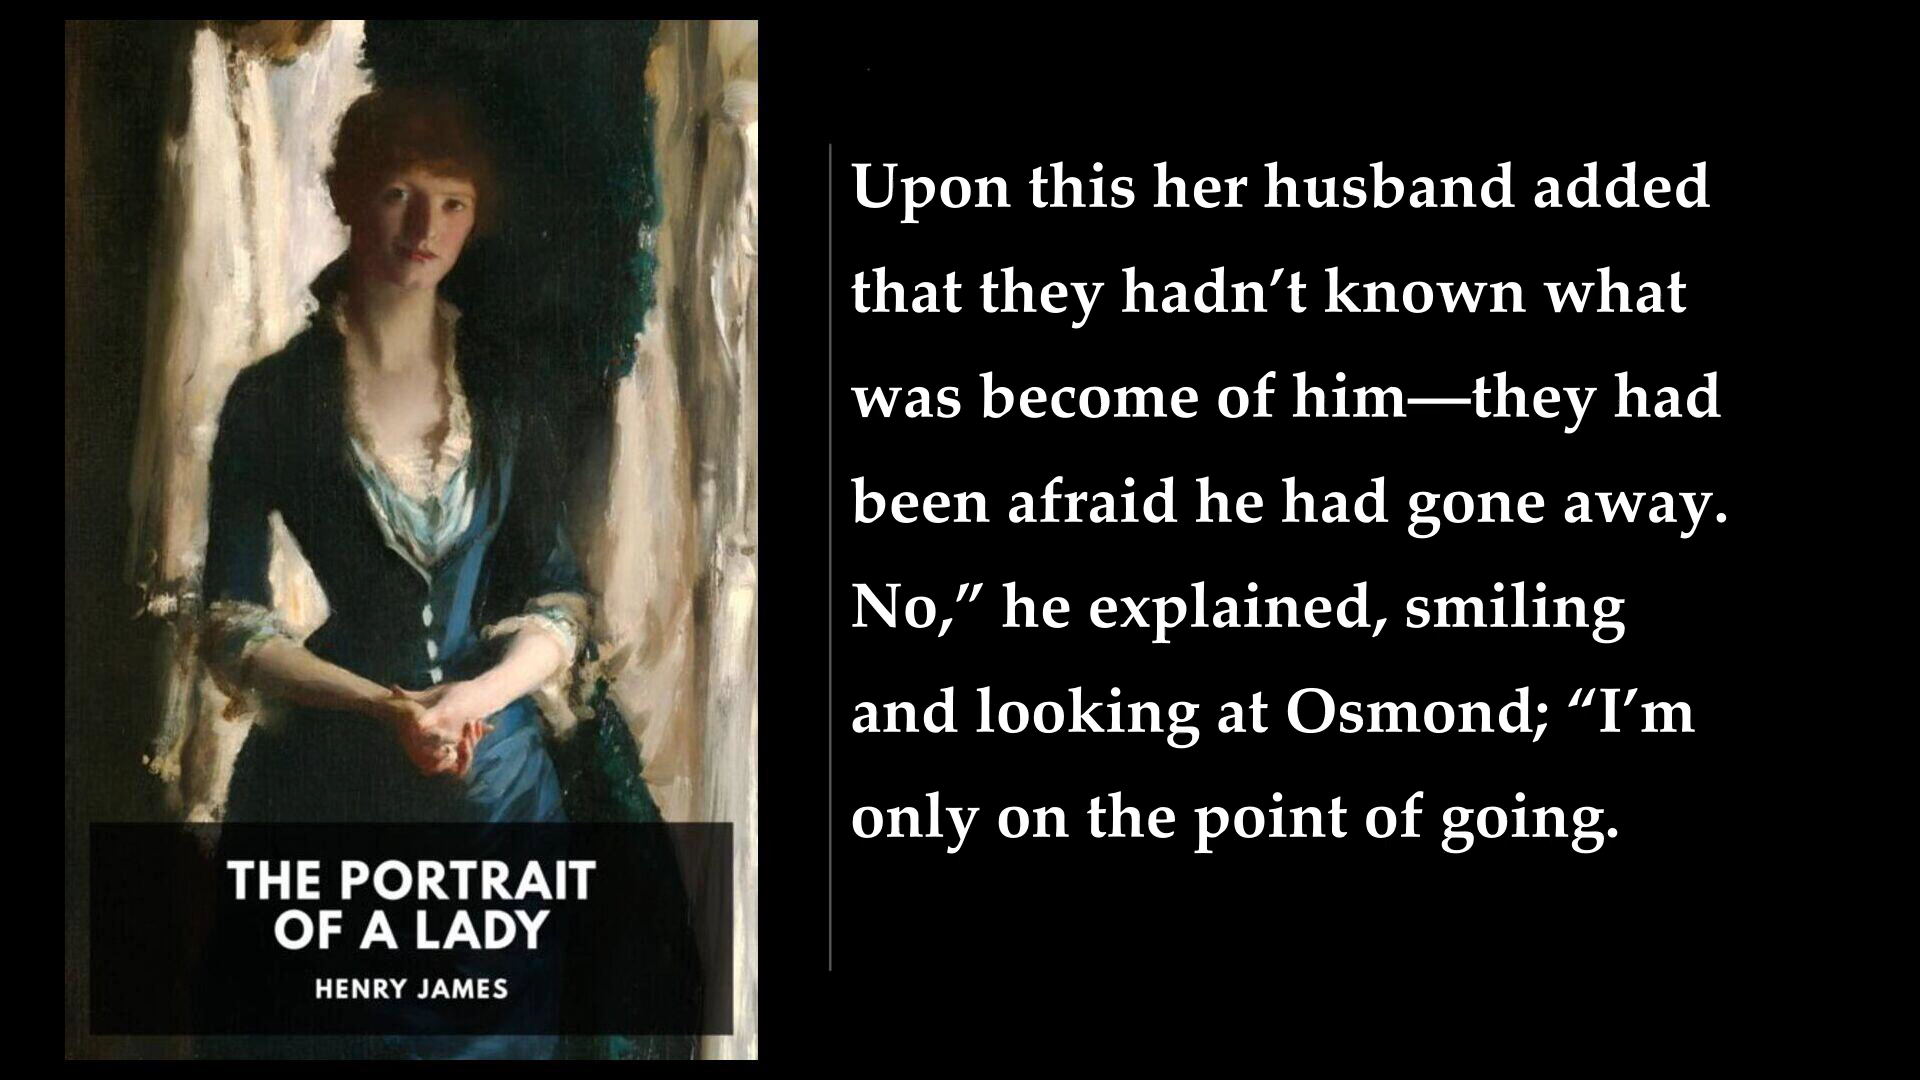 THE PORTRAIT
OF A LADY
HENRY JAMES
Upon this her husband added
that they hadn’t known what
was become of him—they had
been afraid he had gone away.
No,” he explained, smiling
and looking at Osmond; “I’m
only on the point of going.